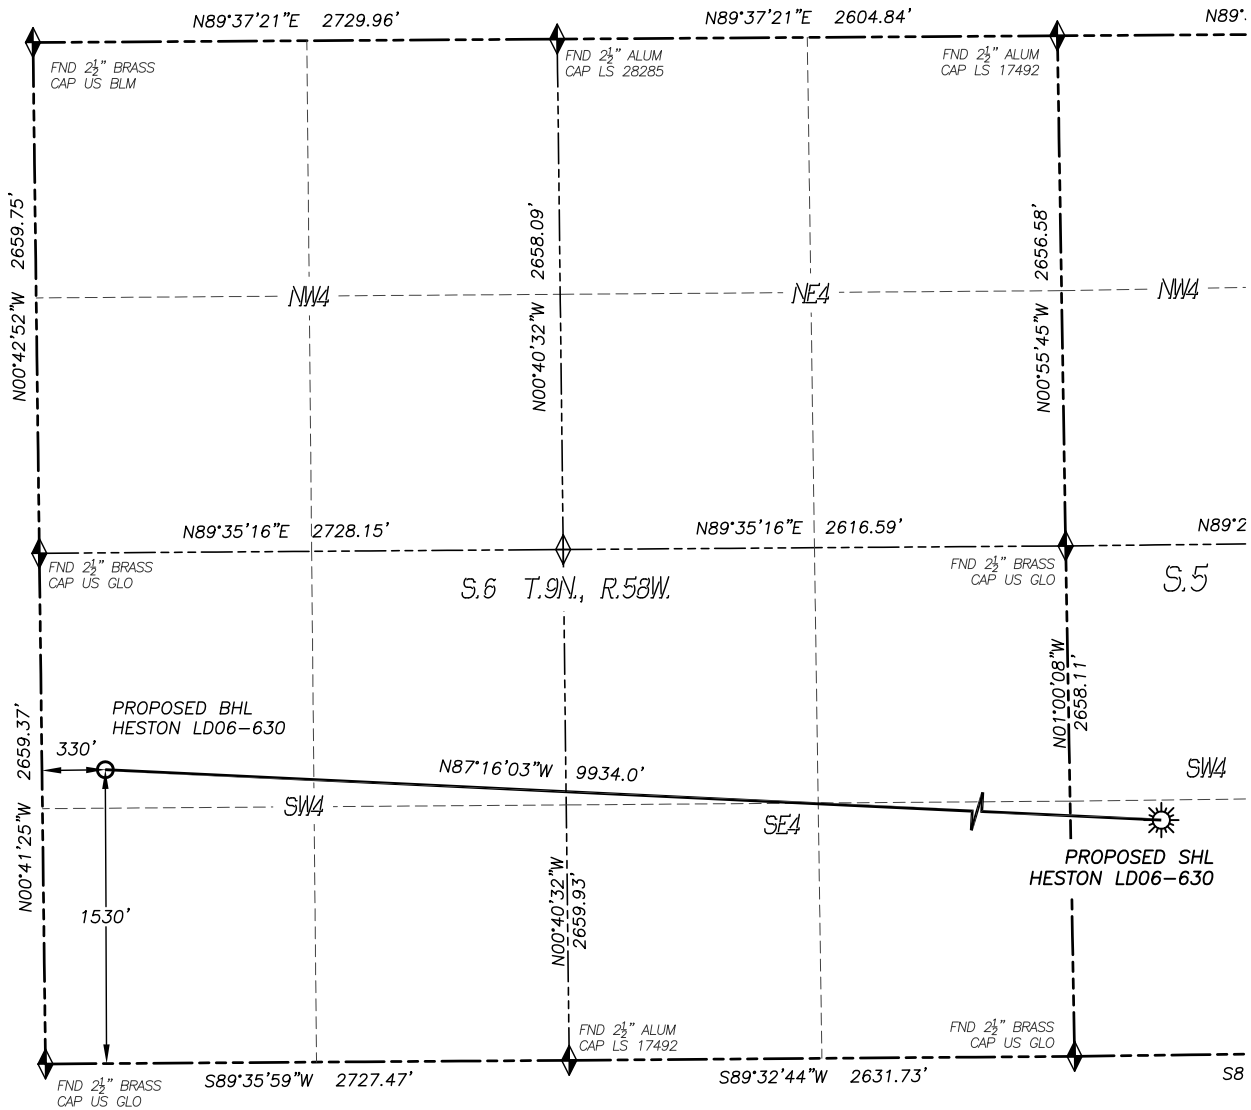 N89°37'21"E 2729.96'
N89°37'21"E 2604.84'
N89°
FND 2½" BRASS
CAP US BLM
FND 2½" ALUM
CAP LS 28285
FND 2½" ALUM
CAP LS 17492
N00°42'52"W 2659.75'
N00°40'32"W 2658.09'
N00°55'45"W 2656.58'
NW4
NE4
NW4
N89°35'16"E 2728.15'
N89°35'16"E 2616.59'
N89°2
FND 2½" BRASS
CAP US GLO
FND 2½" BRASS
CAP US GLO
S.6 T.9N., R.58W.
S.5
N01°00'08"W
2658.11'
PROPOSED BHL
HESTON LD06-630
330'
N00°41'25"W 2659.37'
N87°16'03"W 9934.0'
SW4
SW4
SE4
PROPOSED SHL
HESTON LD06-630
1530'
N00°40'32"W
2659.93'
FND 2½" ALUM
CAP LS 17492
FND 2½" BRASS
CAP US GLO
FND 2½" BRASS
CAP US GLO
S89°35'59"W 2727.47'
S89°32'44"W 2631.73'
S8